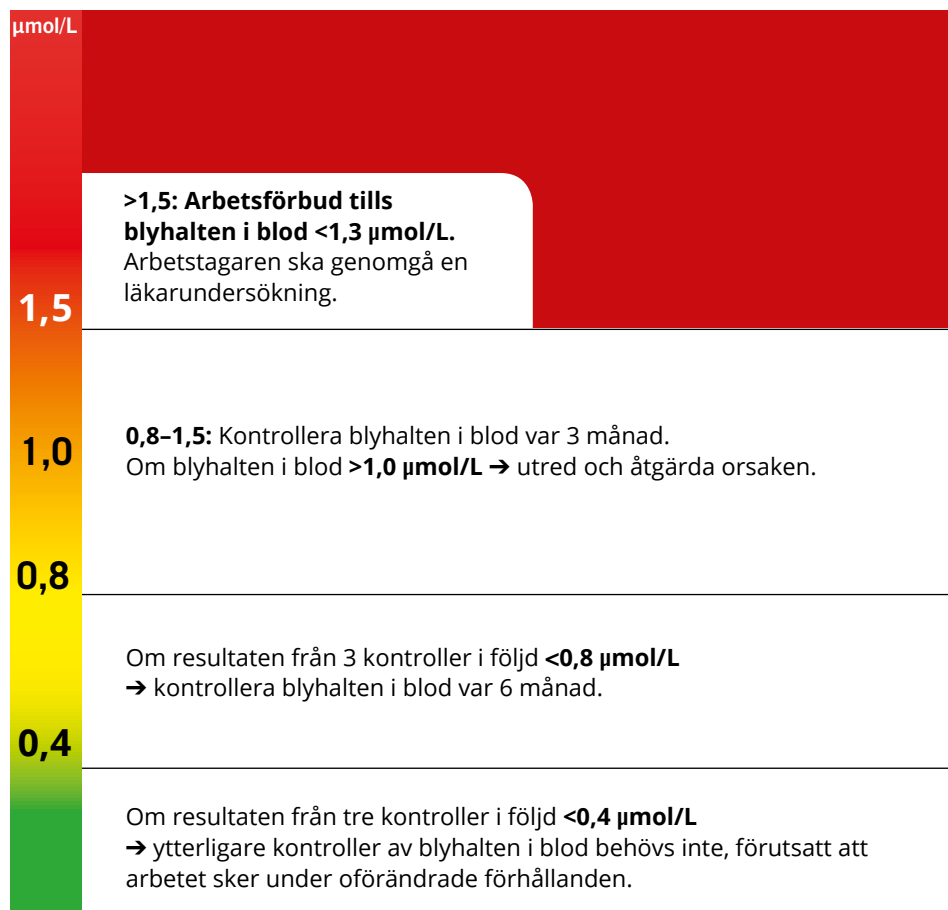 µmol/L
>1,5: Arbetsförbud tills
blyhalten i blod <1,3 µmol/L.
Arbetstagaren ska genomgå en
läkarundersökning.
1,5
0,8–1,5: Kontrollera blyhalten i blod var 3 månad.
1,0
Om blyhalten i blod >1,0 µmol/L ➔ utred och åtgärda orsaken.
0,8
Om resultaten från 3 kontroller i följd <0,8 µmol/L
➔ kontrollera blyhalten i blod var 6 månad.
0,4
Om resultaten från tre kontroller i följd <0,4 µmol/L
➔ ytterligare kontroller av blyhalten i blod behövs inte, förutsatt att
arbetet sker under oförändrade förhållanden.